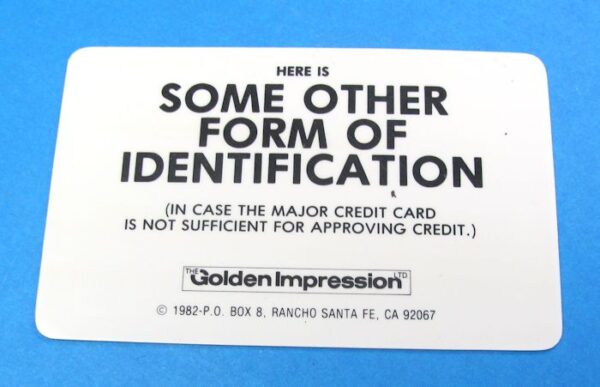 HERE IS
SOME OTHER
FORM OF
IDENTIFICATION
(IN CASE THE MAJOR CREDIT CARD
IS NOT SUFFICIENT FOR APPROVING CREDIT.)
THE Golden Impression LTD
© 1982-P.O. BOX 8, RANCHO SANTA FE, CA 92067